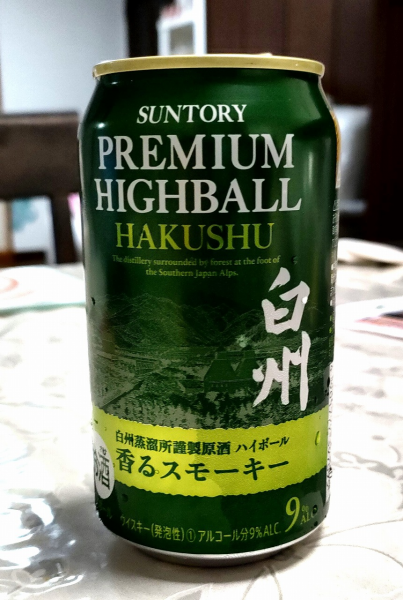 SUNTORY
PREMIUM
HIGHBALL
HAKUSHU
The distillery surrounded by forest at the foot of
the Southern Japan Alps.
白州
白州蒸溜所謹製原酒 ハイボール
香るスモーキー
酒
ウイスキー(発泡性)① アルコール分9%ALC.
9%
ALC